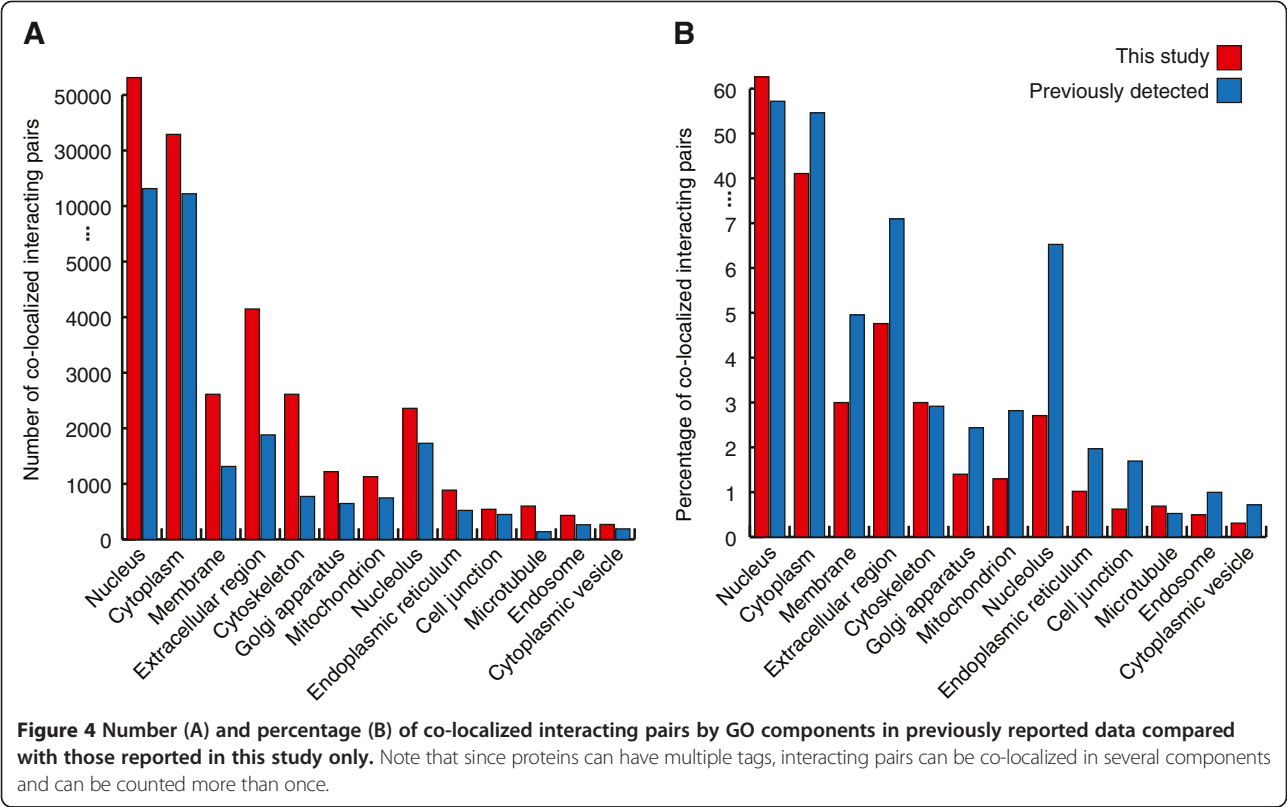 A
Number of co-localized interacting pairs
50000
30000
10000
...
5000
4000
3000
2000
1000
0
Nucleus
Cytoplasm
Membrane
Extracellular region
Cytoskeleton
Golgi apparatus
Mitochondrion
Nucleolus
Endoplasmic reticulum
Cell junction
Microtubule
Endosome
Cytoplasmic vesicle
B
This study
Previously detected
Percentage of co-localized interacting pairs
60
50
40
...
7
6
5
4
3
2
1
0
Nucleus
Cytoplasm
Membrane
Extracellular region
Cytoskeleton
Golgi apparatus
Mitochondrion
Nucleolus
Endoplasmic reticulum
Cell junction
Microtubule
Endosome
Cytoplasmic vesicle
Figure 4 Number (A) and percentage (B) of co-localized interacting pairs by GO components in previously reported data compared
with those reported in this study only. Note that since proteins can have multiple tags, interacting pairs can be co-localized in several components
and can be counted more than once.